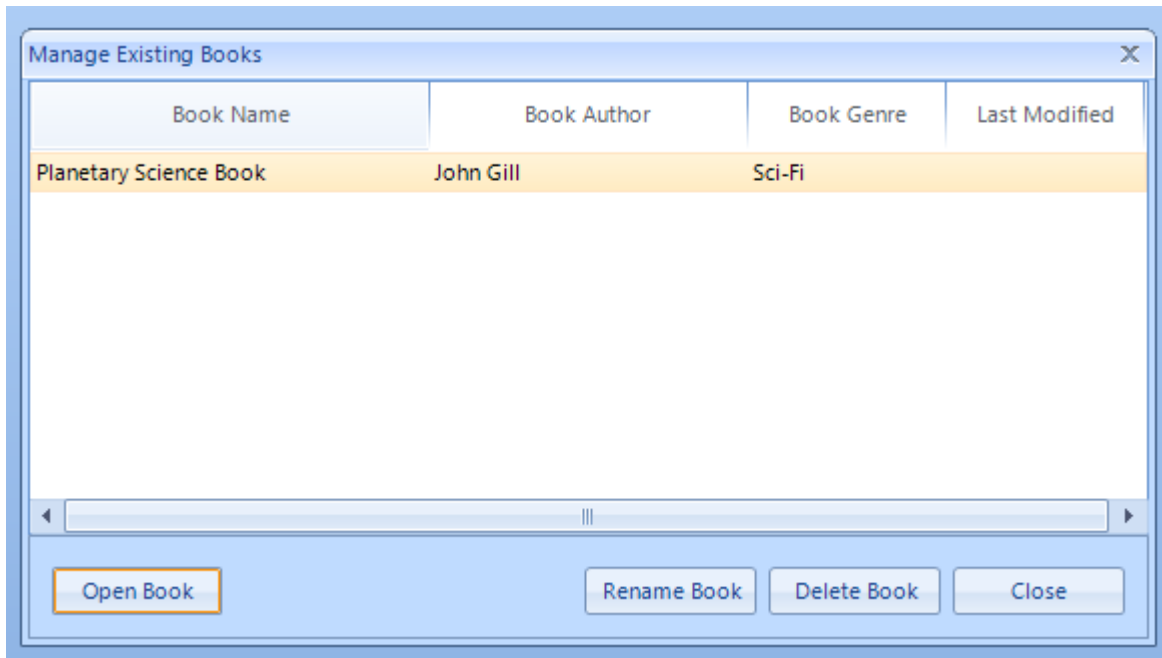 Manage Existing Books
Book Name Book Author Book Genre Last Modified
Planetary Science Book John Gill Sci-Fi
Open Book Rename Book Delete Book Close